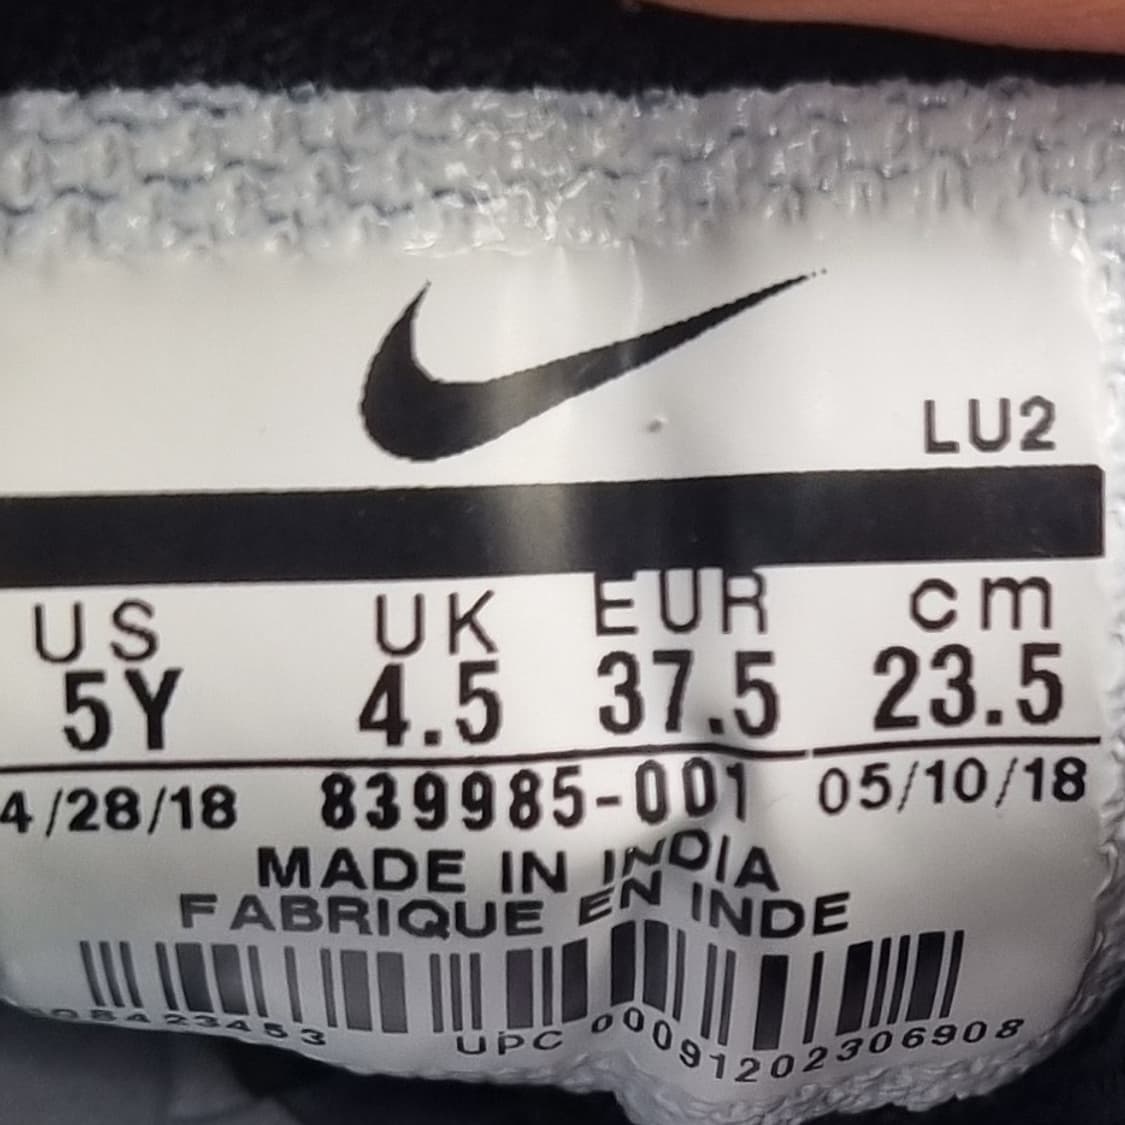 LU2
US UK EUR cm
5Y 4.5 37.5 23.5
4/28/18 839985-001 05/10/18
MADE IN INDIA
FABRIQUE EN INDE
08423453 UPC 00091202306908